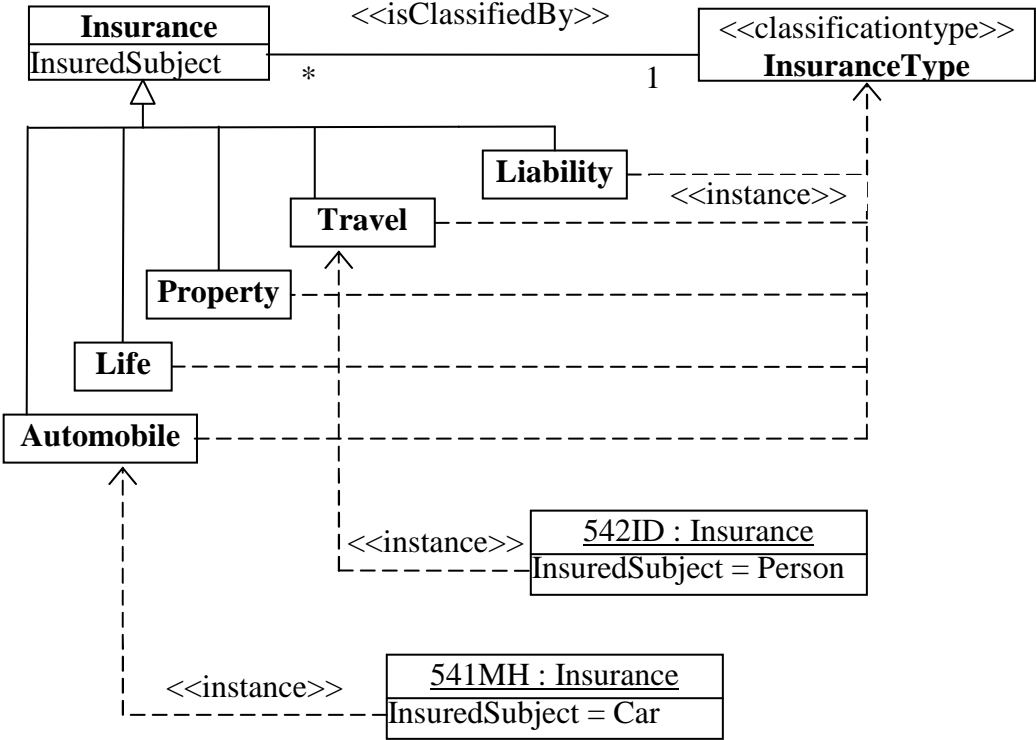 <<isClassifiedBy>>
Insurance
InsuredSubject
* 1
<<classificationtype>>
InsuranceType
Liability
<<instance>>
Travel
Property
Life
Automobile
<<instance>>
542ID : Insurance
InsuredSubject = Person
<<instance>>
541MH : Insurance
InsuredSubject = Car